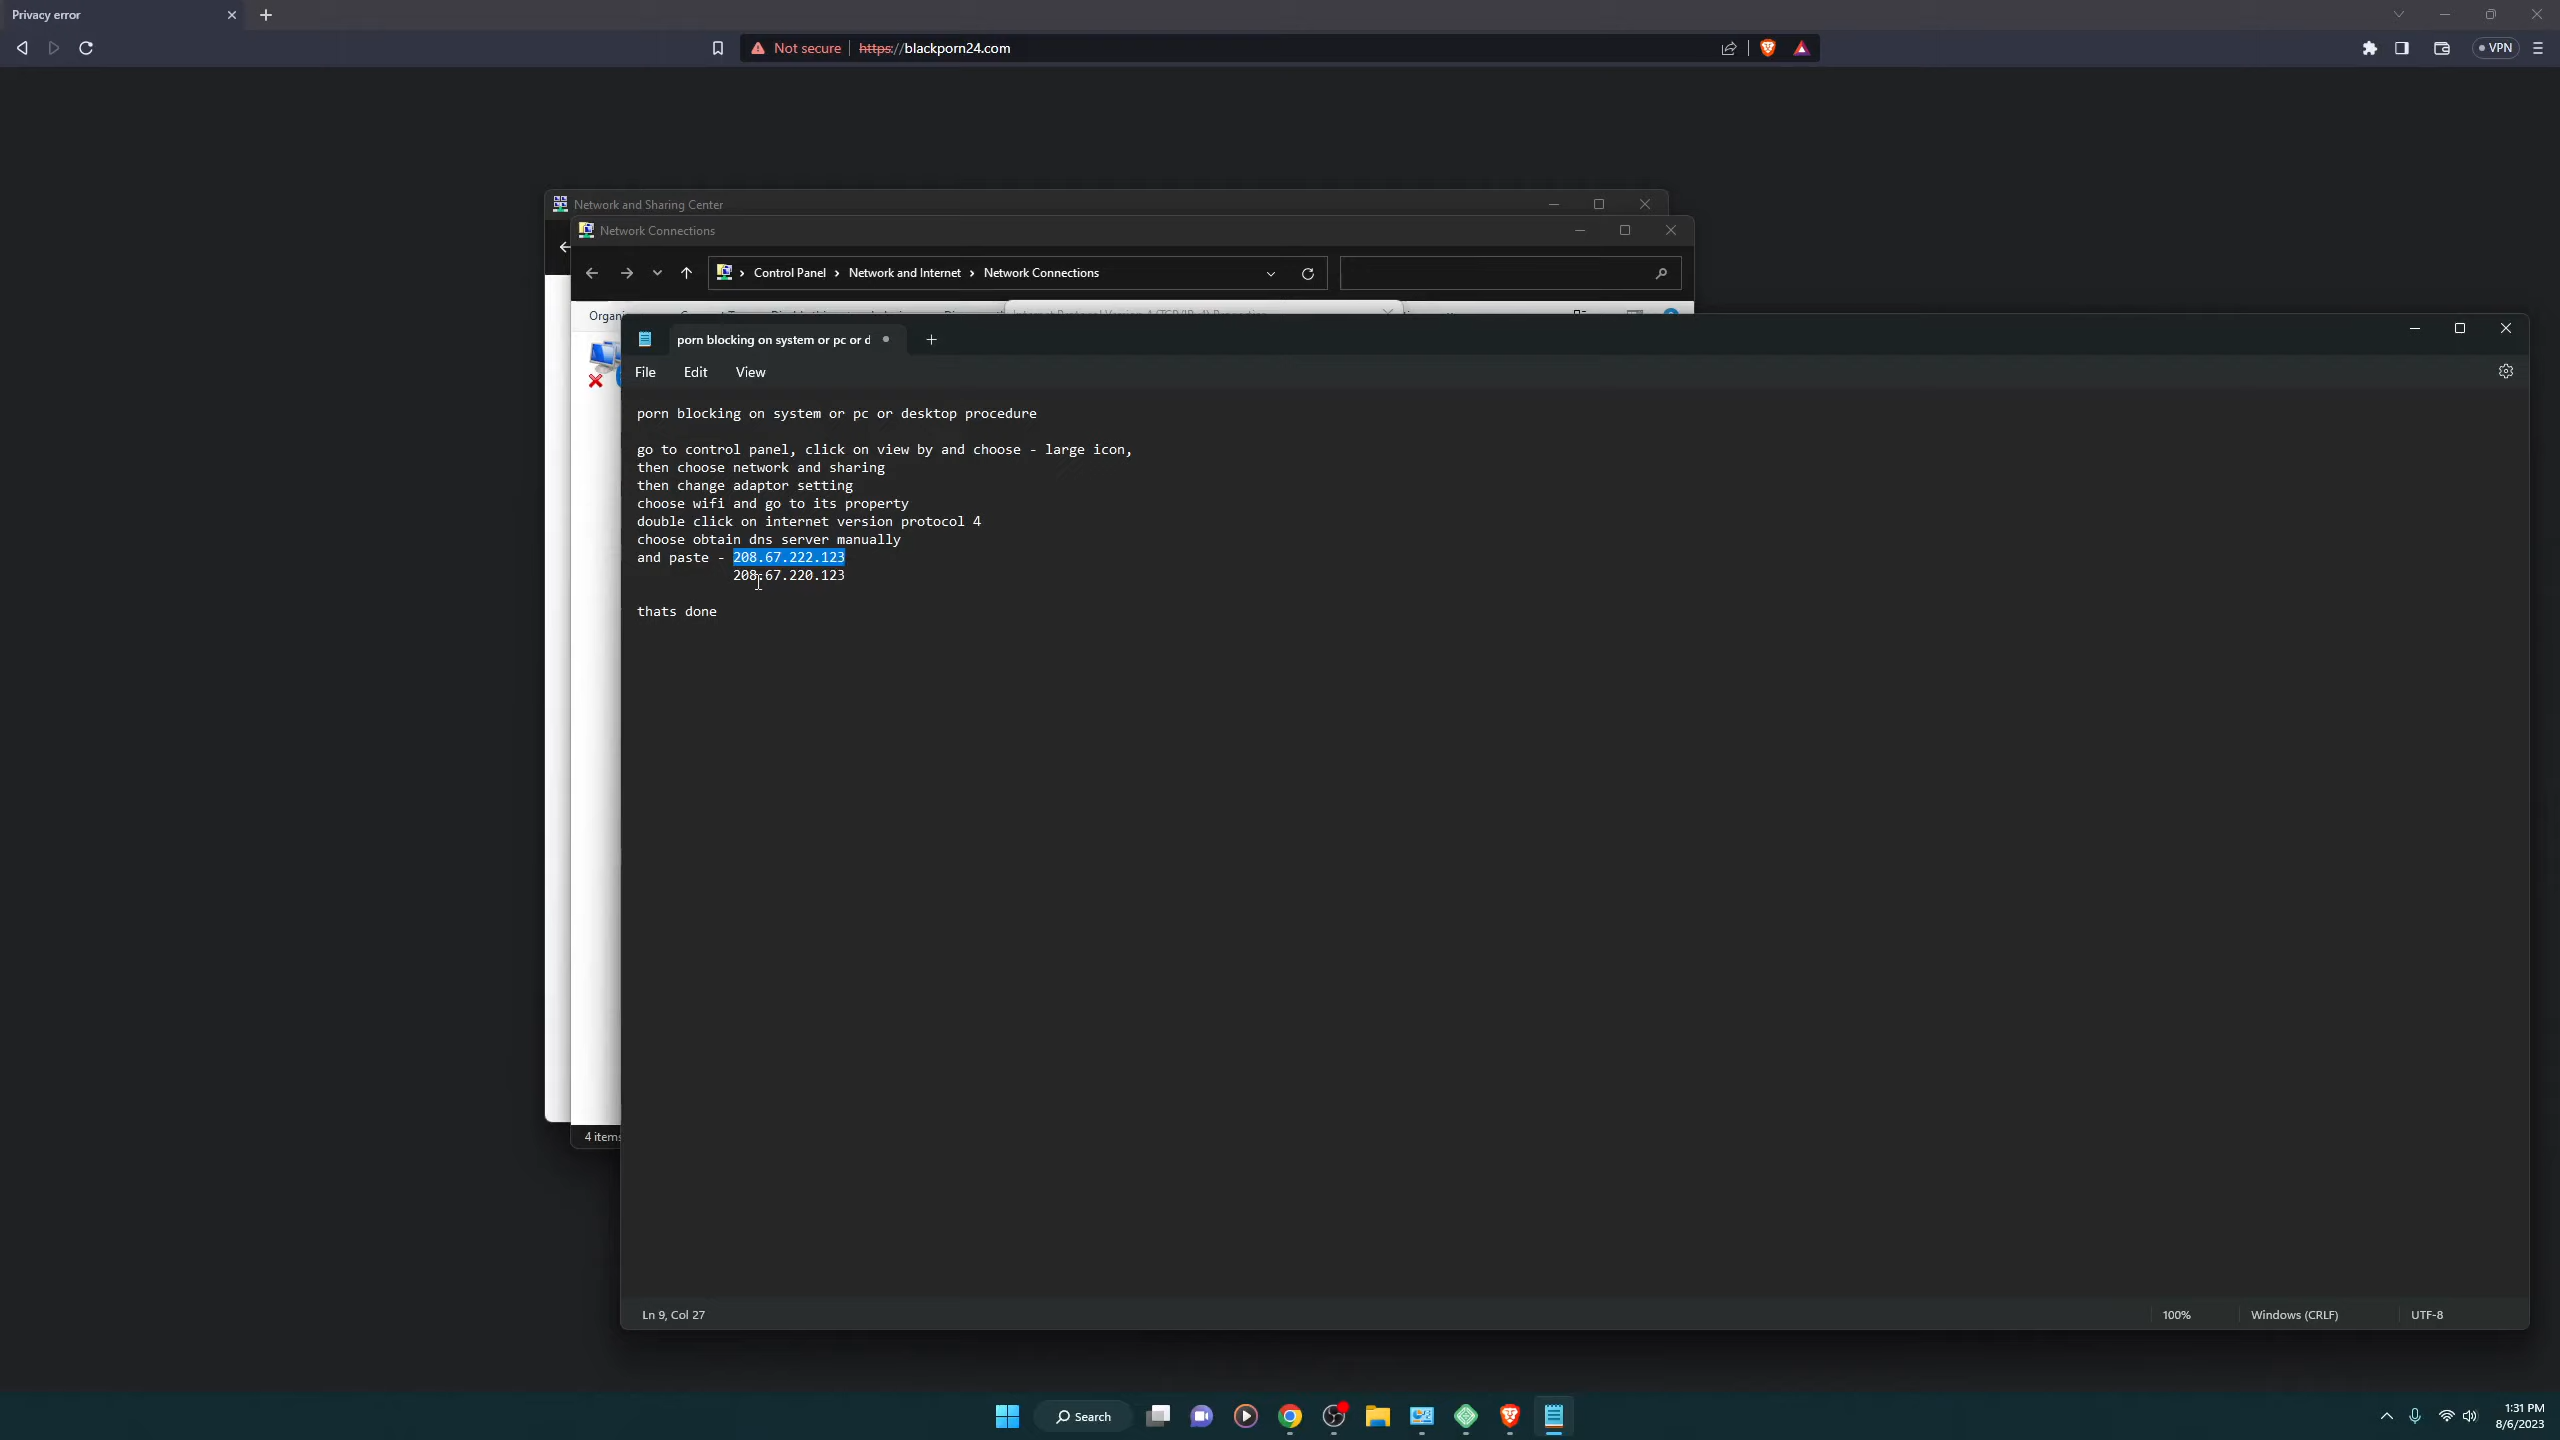 Privacy error
Not secure https://blackporn24.com
VPN
Network and Sharing Center
Network Connections
Control Panel > Network and Internet > Network Connections
Organi
porn blocking on system or pc or d
File Edit View
porn blocking on system or pc or desktop procedure
go to control panel, click on view by and choose - large icon,
then choose network and sharing
then change adaptor setting
choose wifi and go to its property
double click on internet version protocol 4
choose obtain dns server manually
and paste - 208.67.222.123
208.67.220.123
thats done
4 items
Ln 9, Col 27
100%
Windows (CRLF)
UTF-8
Search
1:31 PM
8/6/2023